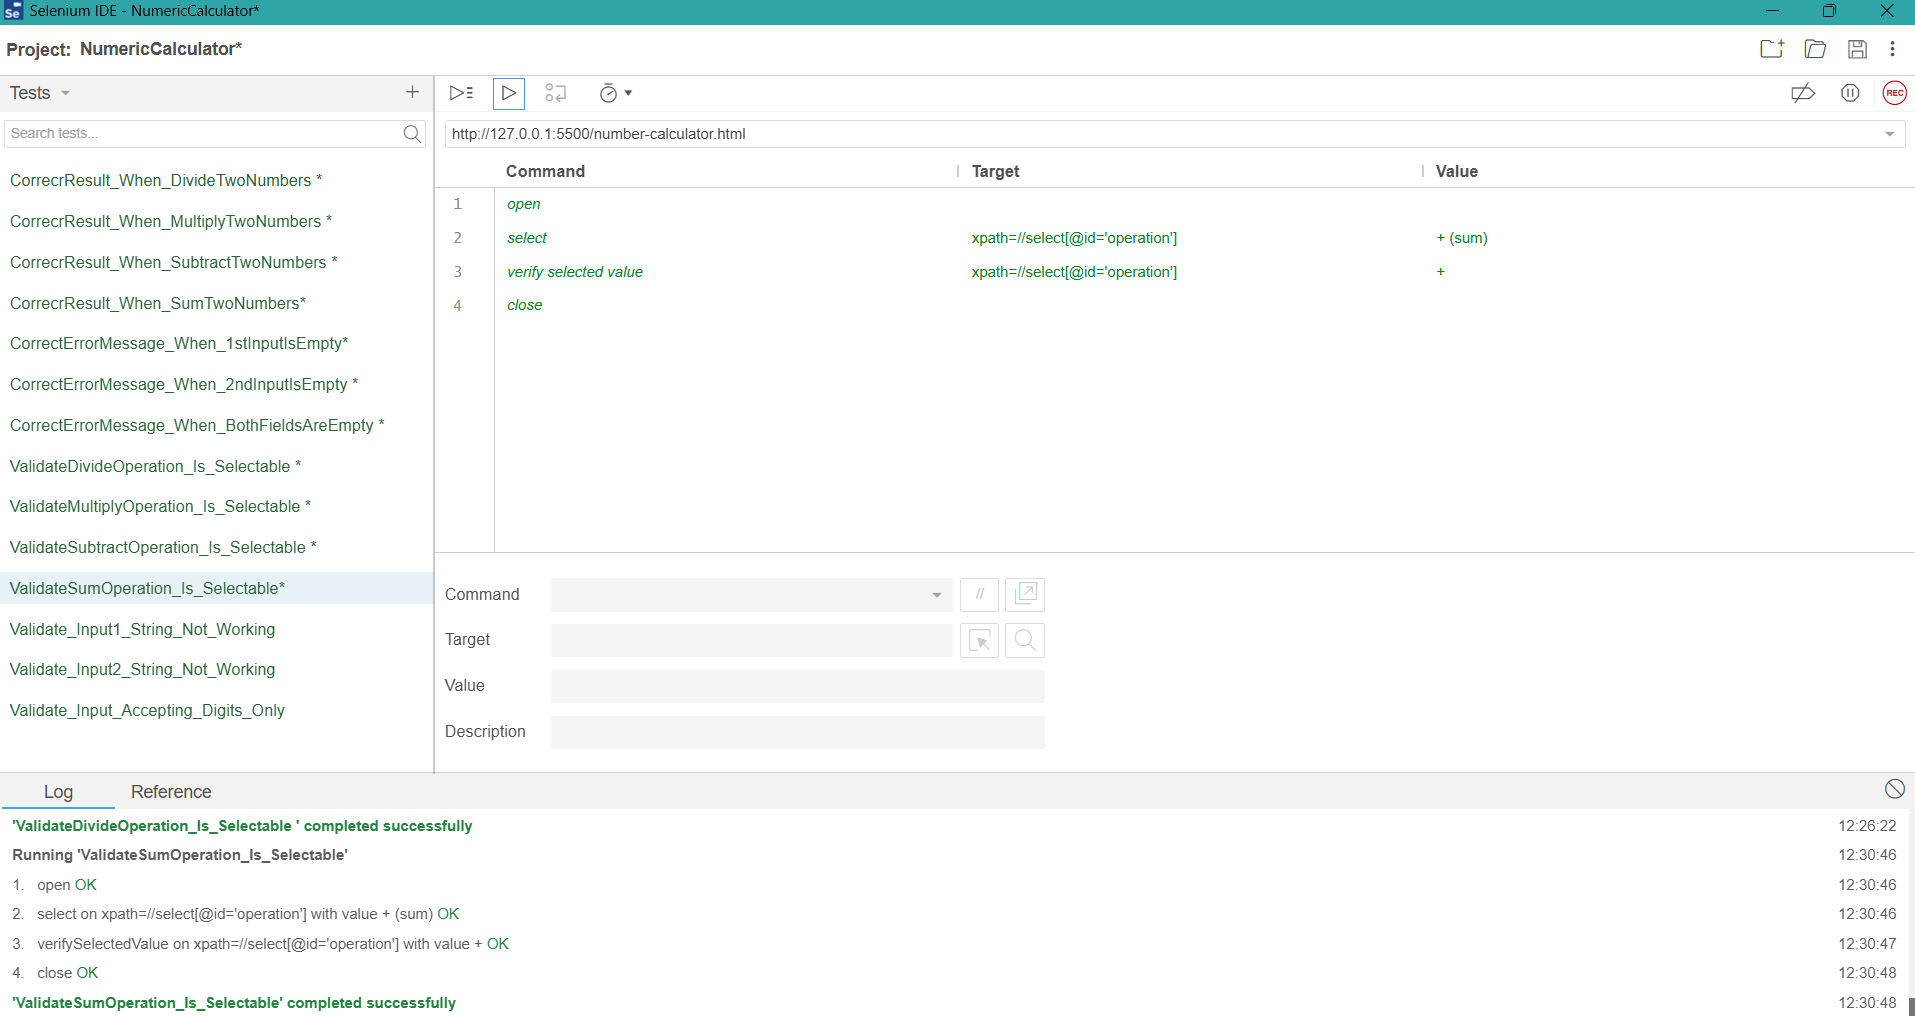 Se Selenium IDE - NumericCalculator*
Project: NumericCalculator*
Tests
REC
Search tests...
http://127.0.0.1:5500/number-calculator.html
Command Target Value
CorrecrResult_When_DivideTwoNumbers *
CorrecrResult_When_MultiplyTwoNumbers *
CorrecrResult_When_SubtractTwoNumbers *
CorrecrResult_When_SumTwoNumbers*
CorrectErrorMessage_When_1stInputIsEmpty*
CorrectErrorMessage_When_2ndInputIsEmpty *
CorrectErrorMessage_When_BothFieldsAreEmpty *
ValidateDivideOperation_Is_Selectable *
ValidateMultiplyOperation_Is_Selectable *
ValidateSubtractOperation_Is_Selectable *
ValidateSumOperation_Is_Selectable*
Validate_Input1_String_Not_Working
Validate_Input2_String_Not_Working
Validate_Input_Accepting_Digits_Only
1 open
2 select xpath=//select[@id='operation'] + (sum)
3 verify selected value xpath=//select[@id='operation'] +
4 close
Command //
Target
Value
Description
Log Reference
'ValidateDivideOperation_Is_Selectable ' completed successfully 12:26:22
Running 'ValidateSumOperation_Is_Selectable' 12:30:46
1. open OK 12:30:46
2. select on xpath=//select[@id='operation'] with value + (sum) OK 12:30:46
3. verifySelectedValue on xpath=//select[@id='operation'] with value + OK 12:30:47
4. close OK 12:30:48
'ValidateSumOperation_Is_Selectable' completed successfully 12:30:48